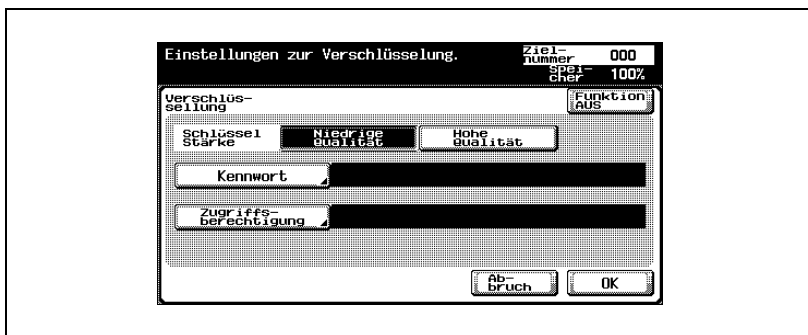 Einstellungen zur Verschlüsselung.
Ziel-
nummer 000
Spei-
cher 100%
Verschlüs-
sellung
Funktion
AUS
Schlüssel
Stärke
Niedrige
Qualität
Hohe
Qualität
Kennwort
Zugriffs-
berechtigung
Ab-
bruch
OK